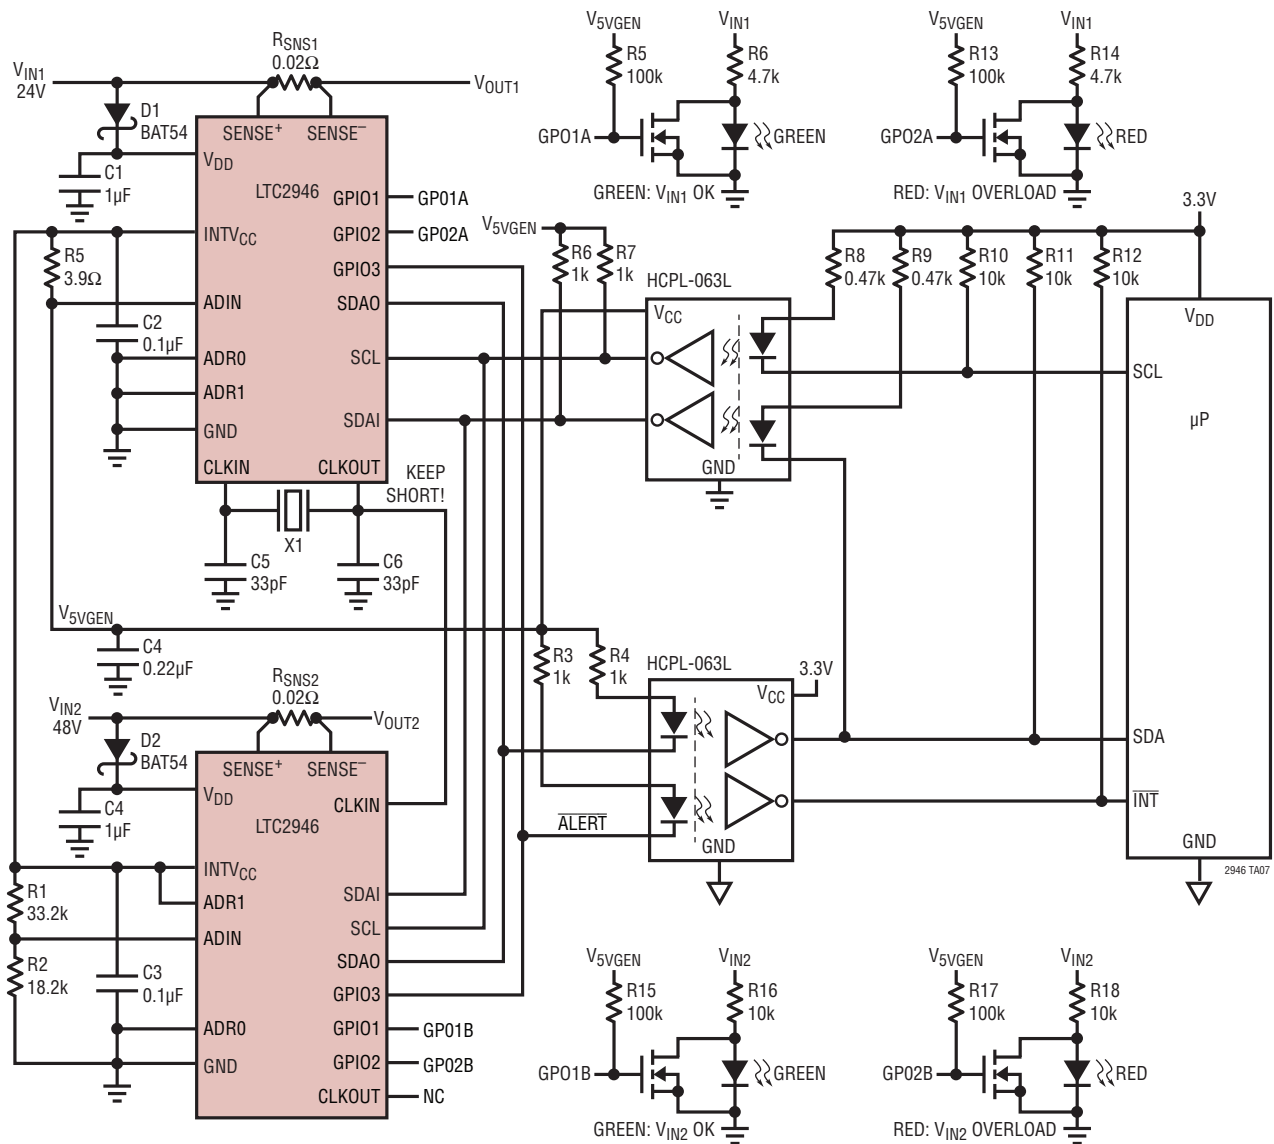 V5VGEN
R5
100k
VIN1
R6
4.7k
GPO1A
GREEN
GREEN: VIN1 OK
V5VGEN
R13
100k
VIN1
R14
4.7k
GPO2A
RED
RED: VIN1 OVERLOAD
VIN1
24V
RSNS1
0.02Ω
VOUT1
D1
BAT54
C1
1µF
SENSE+
SENSE–
VDD
LTC2946
GPIO1
GP01A
INTVCC
GPIO2
GP02A
GPIO3
R5
3.9Ω
ADIN
SDAO
C2
0.1µF
ADR0
SCL
ADR1
GND
SDAI
CLKIN
CLKOUT
KEEP
SHORT!
X1
C5
33pF
C6
33pF
V5VGEN
R6
1k
R7
1k
HCPL-063L
VCC
GND
R8
0.47k
R9
0.47k
R10
10k
R11
10k
R12
10k
3.3V
VDD
SCL
µP
SDA
INT
GND
2946 TA07
V5VGEN
C4
0.22µF
R3
1k
R4
1k
HCPL-063L
3.3V
VCC
ALERT
GND
VIN2
48V
RSNS2
0.02Ω
VOUT2
D2
BAT54
C4
1µF
SENSE+
SENSE–
VDD
CLKIN
LTC2946
INTVCC
ADR1
SDAI
R1
33.2k
SCL
ADIN
R2
18.2k
SDAO
C3
0.1µF
GPIO3
ADR0
GPIO1
GP01B
GND
GPIO2
GP02B
CLKOUT
NC
V5VGEN
R15
100k
VIN2
R16
10k
GPO1B
GREEN
GREEN: VIN2 OK
V5VGEN
R17
100k
VIN2
R18
10k
GP02B
RED
RED: VIN2 OVERLOAD